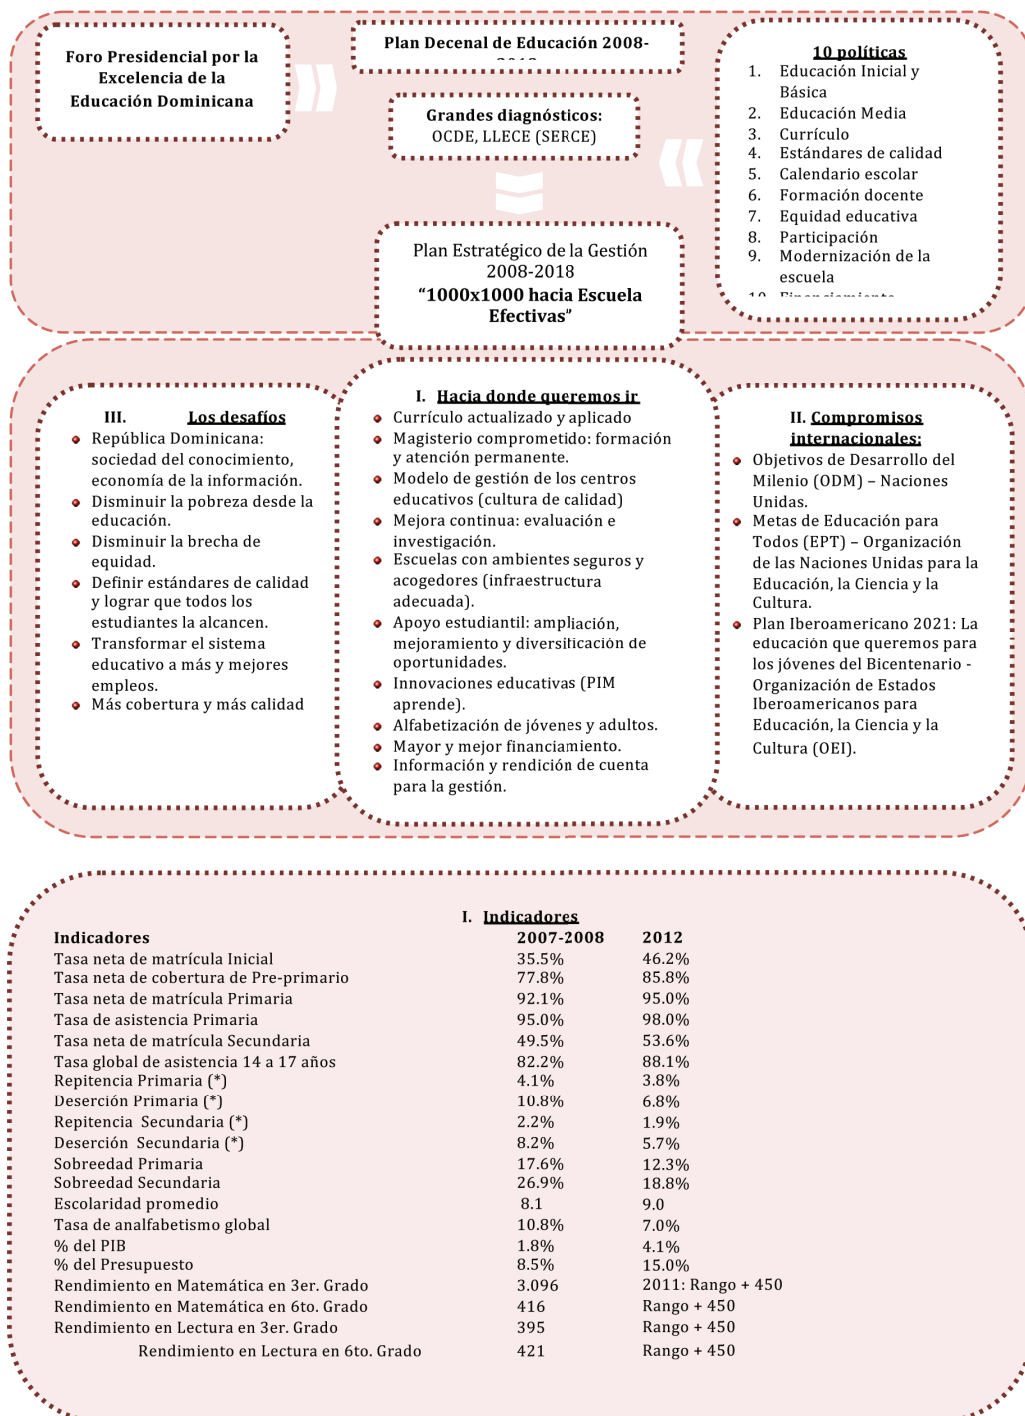 Foro Presidencial por la
Excelencia de la
Educación Dominicana
Plan Decenal de Educación 2008-
Grandes diagnósticos:
OCDE, LLECE (SERCE)
10 políticas
1. Educación Inicial y
Básica
2. Educación Media
3. Currículo
4. Estándares de calidad
5. Calendario escolar
6. Formación docente
7. Equidad educativa
8. Participación
9. Modernización de la
escuela
10 Financiamiento
Plan Estratégico de la Gestión
2008-2018
“1000x1000 hacia Escuela
Efectivas”
III. Los desafíos
República Dominicana:
sociedad del conocimiento,
economía de la información.
Disminuir la pobreza desde la
educación.
Disminuir la brecha de
equidad.
Definir estándares de calidad
y lograr que todos los
estudiantes la alcancen.
Transformar el sistema
educativo a más y mejores
empleos.
Más cobertura y más calidad
I. Hacia donde queremos ir
Currículo actualizado y aplicado
Magisterio comprometido: formación
y atención permanente.
Modelo de gestión de los centros
educativos (cultura de calidad)
Mejora continua: evaluación e
investigación.
Escuelas con ambientes seguros y
acogedores (infraestructura
adecuada).
Apoyo estudiantil: ampliación,
mejoramiento y diversificación de
oportunidades.
Innovaciones educativas (PIM
aprende).
Alfabetización de jóvenes y adultos.
Mayor y mejor financiamiento.
Información y rendición de cuenta
para la gestión.
II. Compromisos
internacionales:
Objetivos de Desarrollo del
Milenio (ODM) – Naciones
Unidas.
Metas de Educación para
Todos (EPT) – Organización
de las Naciones Unidas para la
Educación, la Ciencia y la
Cultura.
Plan Iberoamericano 2021: La
educación que queremos para
los jóvenes del Bicentenario -
Organización de Estados
Iberoamericanos para
Educación, la Ciencia y la
Cultura (OEI).
I. Indicadores
Indicadores 2007-2008 2012
Tasa neta de matrícula Inicial 35.5% 46.2%
Tasa neta de cobertura de Pre-primario 77.8% 85.8%
Tasa neta de matrícula Primaria 92.1% 95.0%
Tasa de asistencia Primaria 95.0% 98.0%
Tasa neta de matrícula Secundaria 49.5% 53.6%
Tasa global de asistencia 14 a 17 años 82.2% 88.1%
Repitencia Primaria (*) 4.1% 3.8%
Deserción Primaria (*) 10.8% 6.8%
Repitencia Secundaria (*) 2.2% 1.9%
Deserción Secundaria (*) 8.2% 5.7%
Sobreedad Primaria 17.6% 12.3%
Sobreedad Secundaria 26.9% 18.8%
Escolaridad promedio 8.1 9.0
Tasa de analfabetismo global 10.8% 7.0%
% del PIB 1.8% 4.1%
% del Presupuesto 8.5% 15.0%
Rendimiento en Matemática en 3er. Grado 3.096 2011: Rango + 450
Rendimiento en Matemática en 6to. Grado 416 Rango + 450
Rendimiento en Lectura en 3er. Grado 395 Rango + 450
Rendimiento en Lectura en 6to. Grado 421 Rango + 450